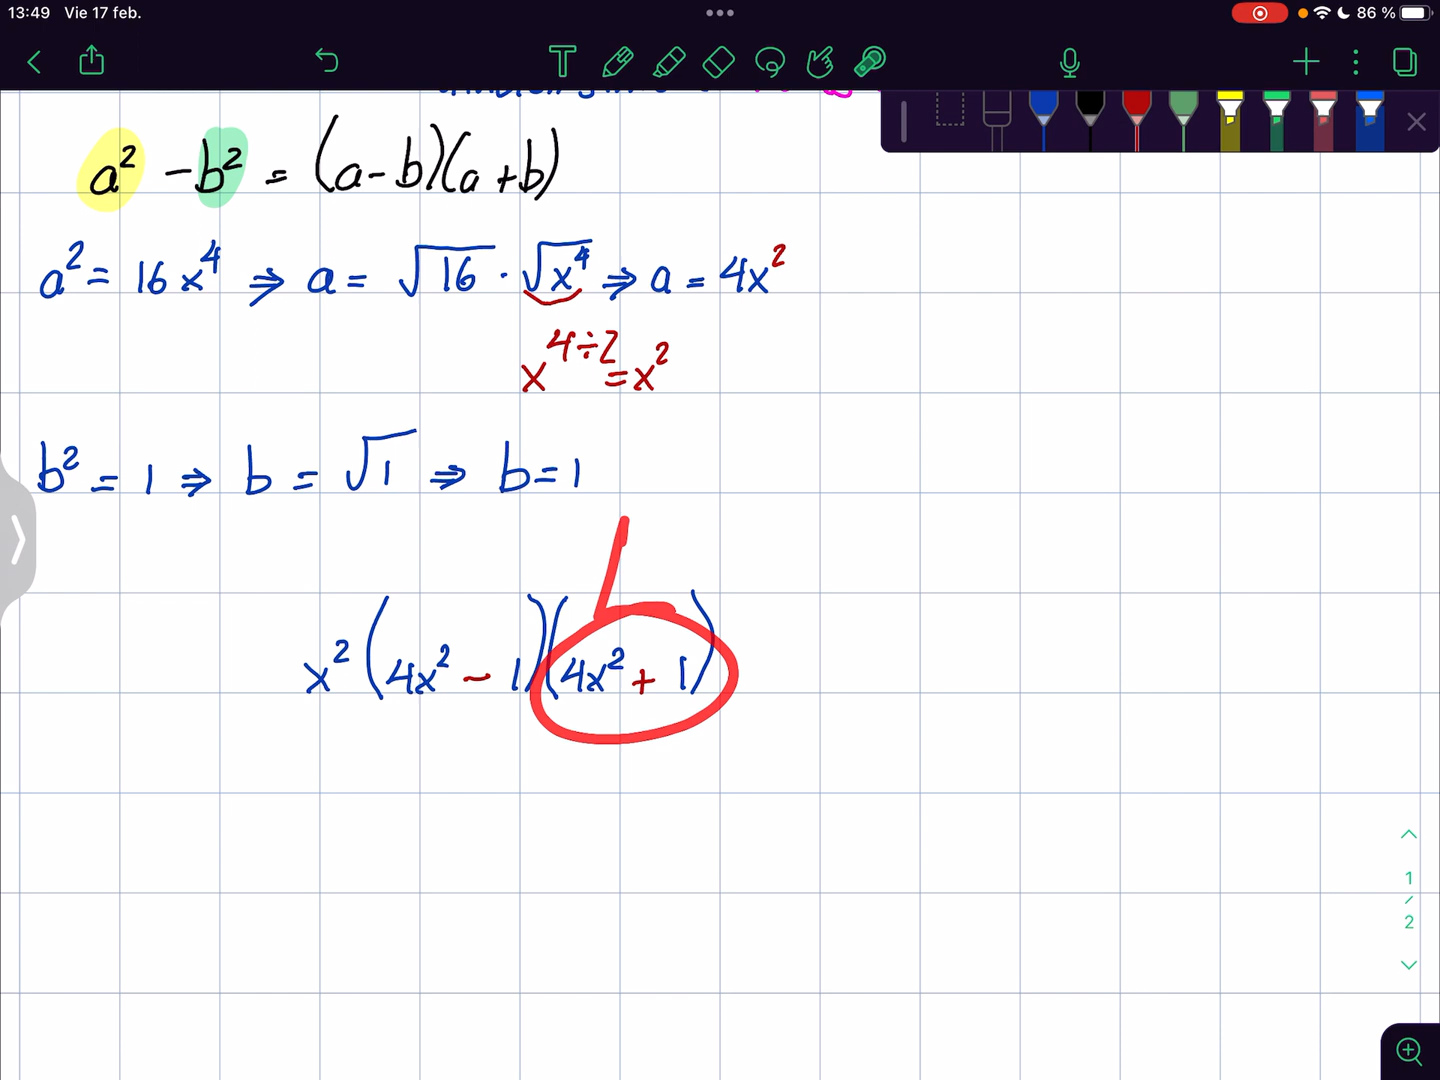 13:49 Vie 17 feb. 86 %
a² - b² = (a - b)(a + b)
a² = 16x⁴ ⇒ a = √16 · √x⁴ ⇒ a = 4x²
x⁴÷² = x²
b² = 1 ⇒ b = √1 ⇒ b = 1
x² (4x² - 1)(4x² + 1)
1
2